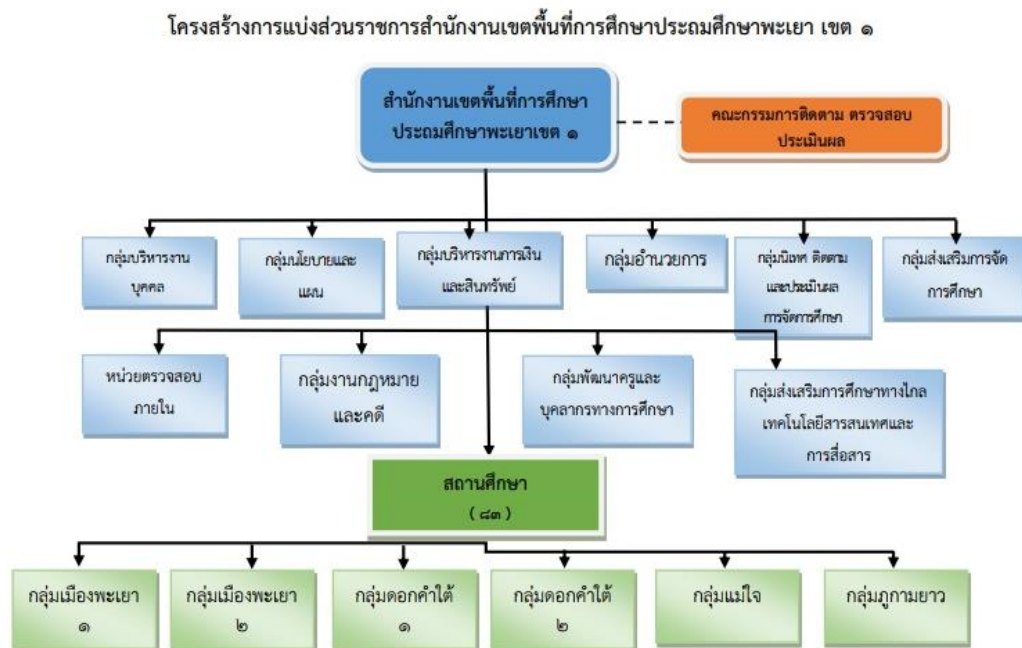 โครงสร้างการแบ่งส่วนราชการสำนักงานเขตพื้นที่การศึกษาประถมศึกษาพะเยา เขต ๑
สำนักงานเขตพื้นที่การศึกษา
ประถมศึกษาพะเยาเขต ๑
คณะกรรมการติดตาม ตรวจสอบ
ประเมินผล
กลุ่มบริหารงาน
บุคคล
กลุ่มนโยบายและ
แผน
กลุ่มบริหารงานการเงิน
และสินทรัพย์
กลุ่มอำนวยการ
กลุ่มนิเทศ ติดตาม
และประเมินผล
การจัดการศึกษา
กลุ่มส่งเสริมการจัด
การศึกษา
หน่วยตรวจสอบ
ภายใน
กลุ่มงานกฎหมาย
และคดี
กลุ่มพัฒนาครูและ
บุคลากรทางการศึกษา
กลุ่มส่งเสริมการศึกษาทางไกล
เทคโนโลยีสารสนเทศและ
การสื่อสาร
สถานศึกษา
( ๘๓ )
กลุ่มเมืองพะเยา
๑
กลุ่มเมืองพะเยา
๒
กลุ่มดอกคำใต้
๑
กลุ่มดอกคำใต้
๒
กลุ่มแม่ใจ
กลุ่มภูกามยาว